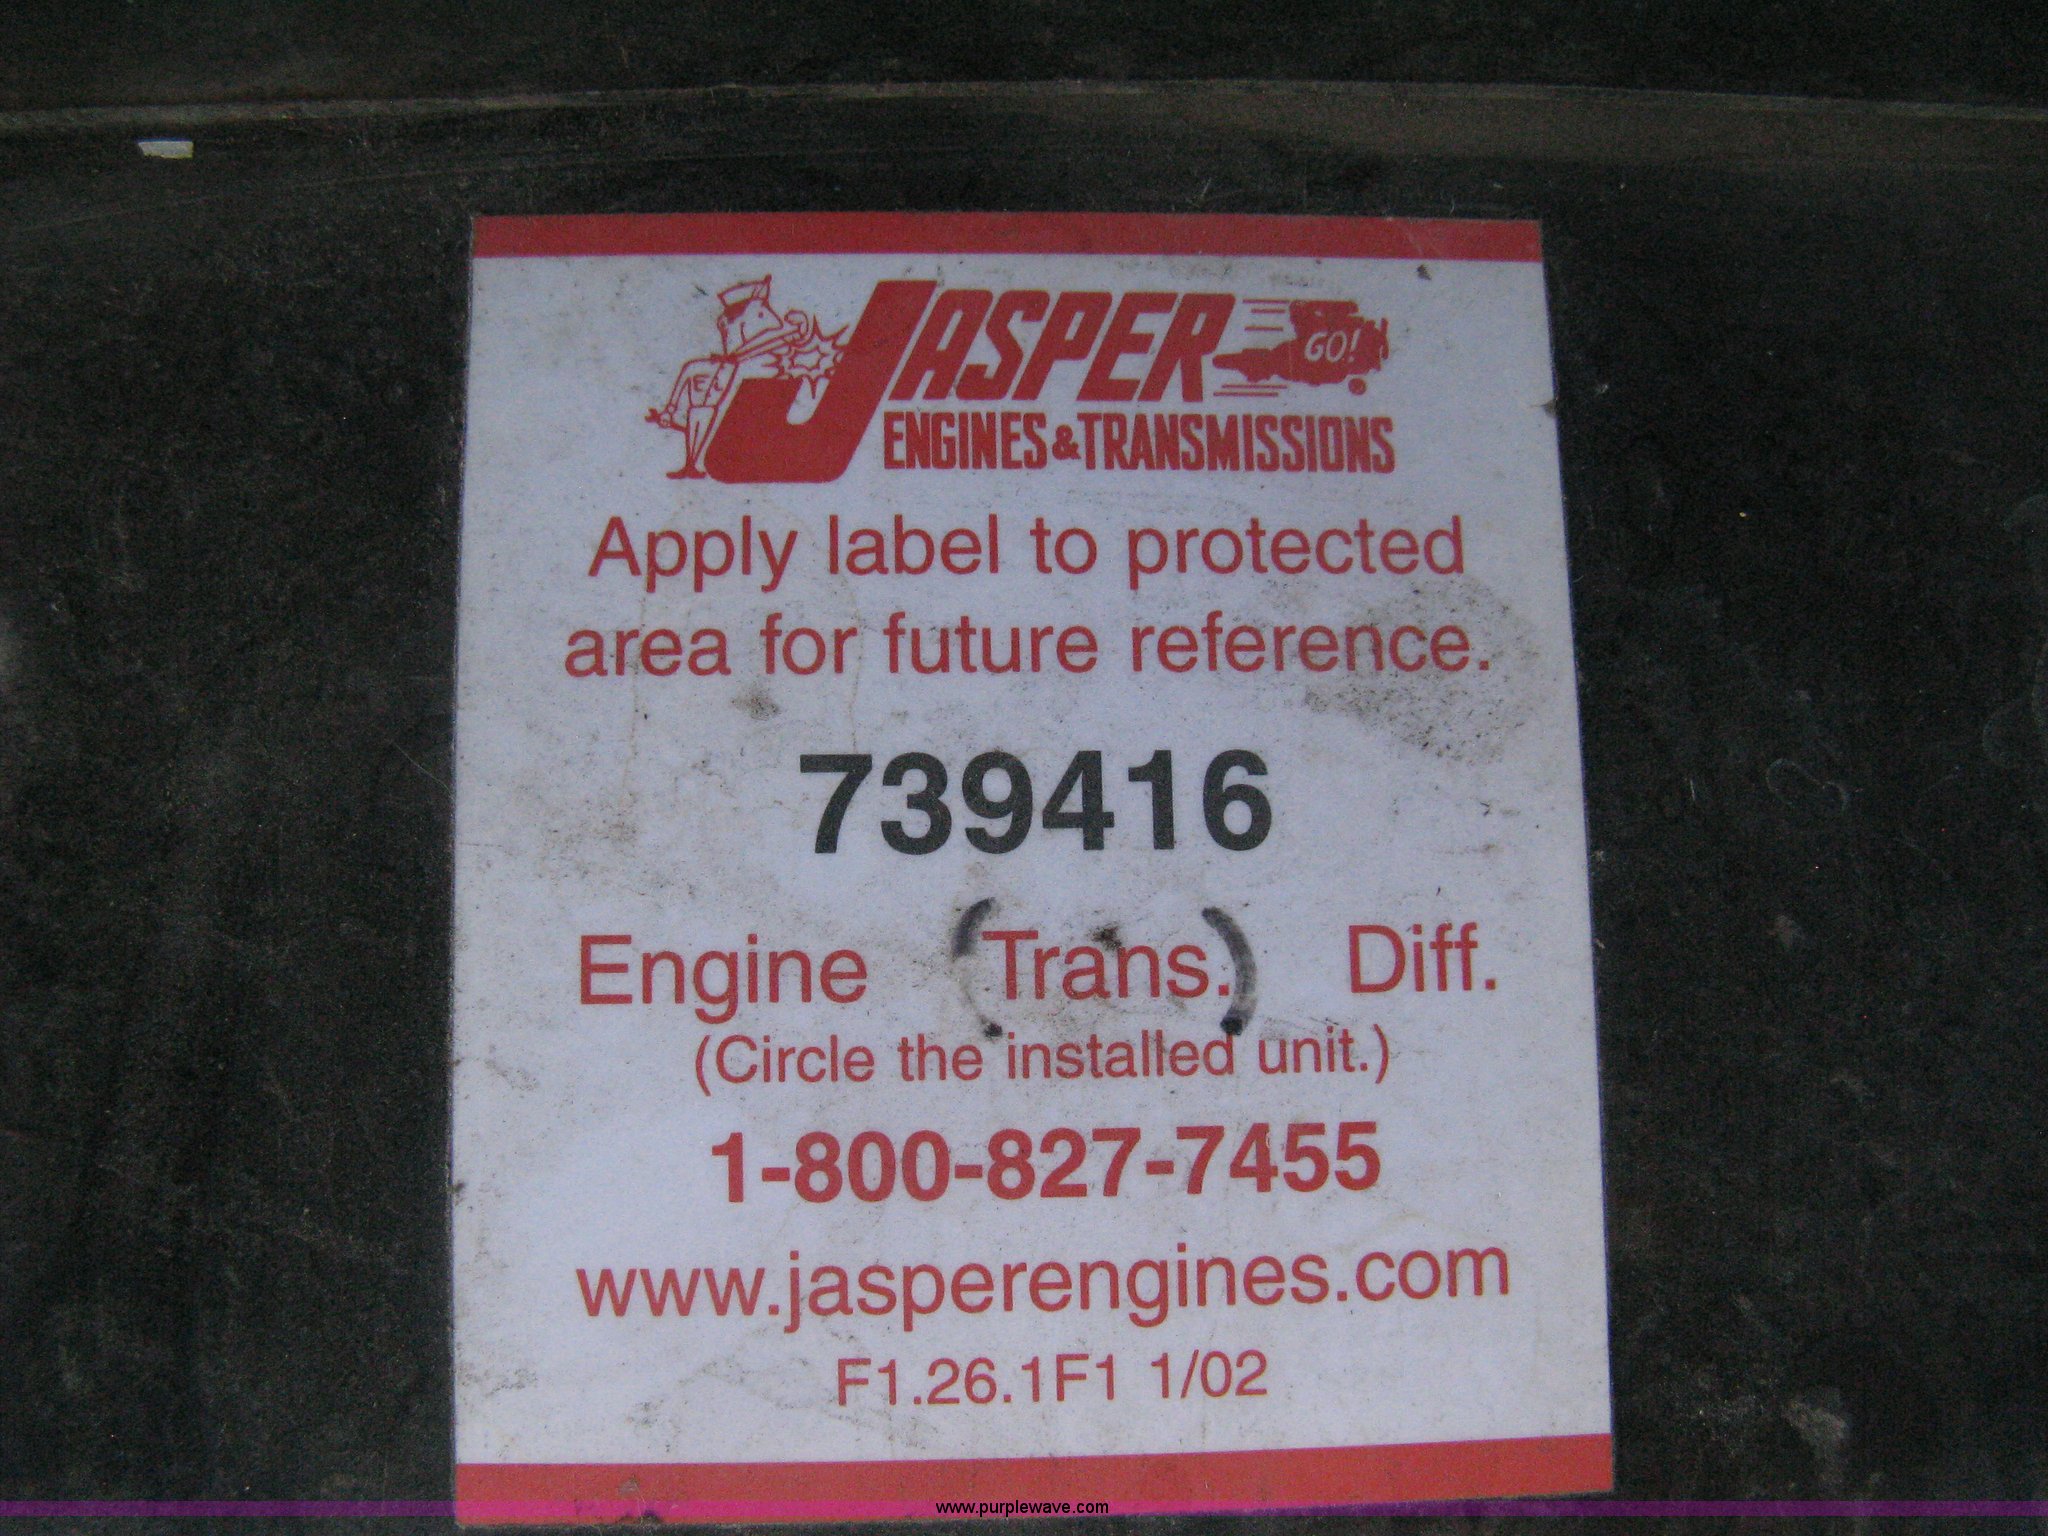 JASPER GO!
ENGINES & TRANSMISSIONS
Apply label to protected
area for future reference.
739416
Engine (Trans.) Diff.
(Circle the installed unit.)
1-800-827-7455
www.jasperengines.com
F1.26.1F1 1/02
www.purplewave.com